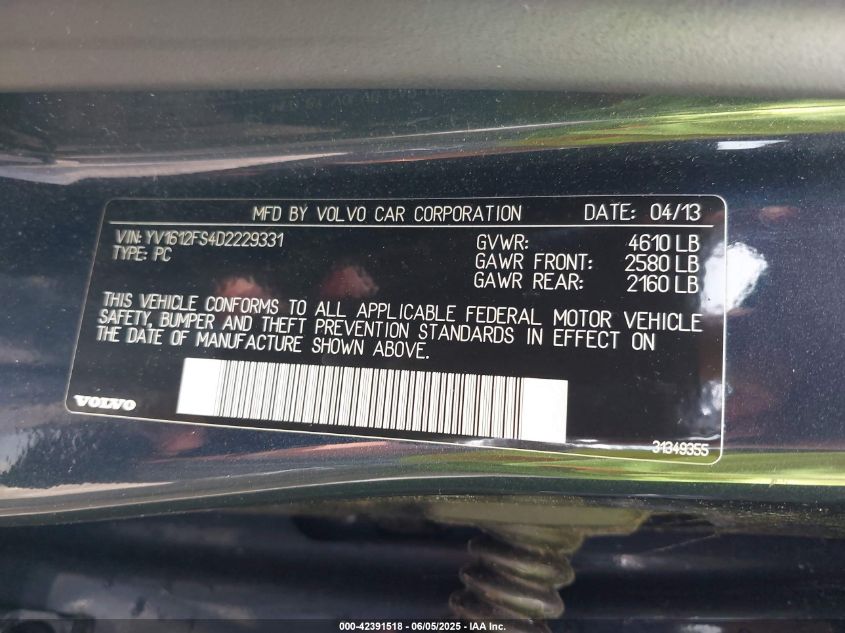 MFD BY VOLVO CAR CORPORATION DATE: 04/13
VIN: YV1612FS4D2229331 GVWR: 4610 LB
TYPE: PC GAWR FRONT: 2580 LB
GAWR REAR: 2160 LB
THIS VEHICLE CONFORMS TO ALL APPLICABLE FEDERAL MOTOR VEHICLE
SAFETY, BUMPER AND THEFT PREVENTION STANDARDS IN EFFECT ON
THE DATE OF MANUFACTURE SHOWN ABOVE.
VOLVO
31349355
000-42391518 - 06/05/2025 - IAA Inc.